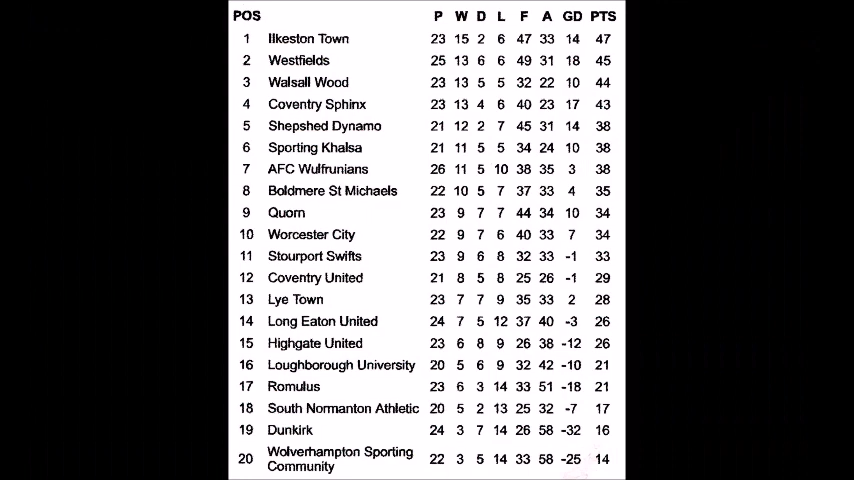 POS P W D L F A GD PTS
1 Ilkeston Town 23 15 2 6 47 33 14 47
2 Westfields 25 13 6 6 49 31 18 45
3 Walsall Wood 23 13 5 5 32 22 10 44
4 Coventry Sphinx 23 13 4 6 40 23 17 43
5 Shepshed Dynamo 21 12 2 7 45 31 14 38
6 Sporting Khalsa 21 11 5 5 34 24 10 38
7 AFC Wulfrunians 26 11 5 10 38 35 3 38
8 Boldmere St Michaels 22 10 5 7 37 33 4 35
9 Quorn 23 9 7 7 44 34 10 34
10 Worcester City 22 9 7 6 40 33 7 34
11 Stourport Swifts 23 9 6 8 32 33 -1 33
12 Coventry United 21 8 5 8 25 26 -1 29
13 Lye Town 23 7 7 9 35 33 2 28
14 Long Eaton United 24 7 5 12 37 40 -3 26
15 Highgate United 23 6 8 9 26 38 -12 26
16 Loughborough University 20 5 6 9 32 42 -10 21
17 Romulus 23 6 3 14 33 51 -18 21
18 South Normanton Athletic 20 5 2 13 25 32 -7 17
19 Dunkirk 24 3 7 14 26 58 -32 16
20 Wolverhampton Sporting
Community 22 3 5 14 33 58 -25 14